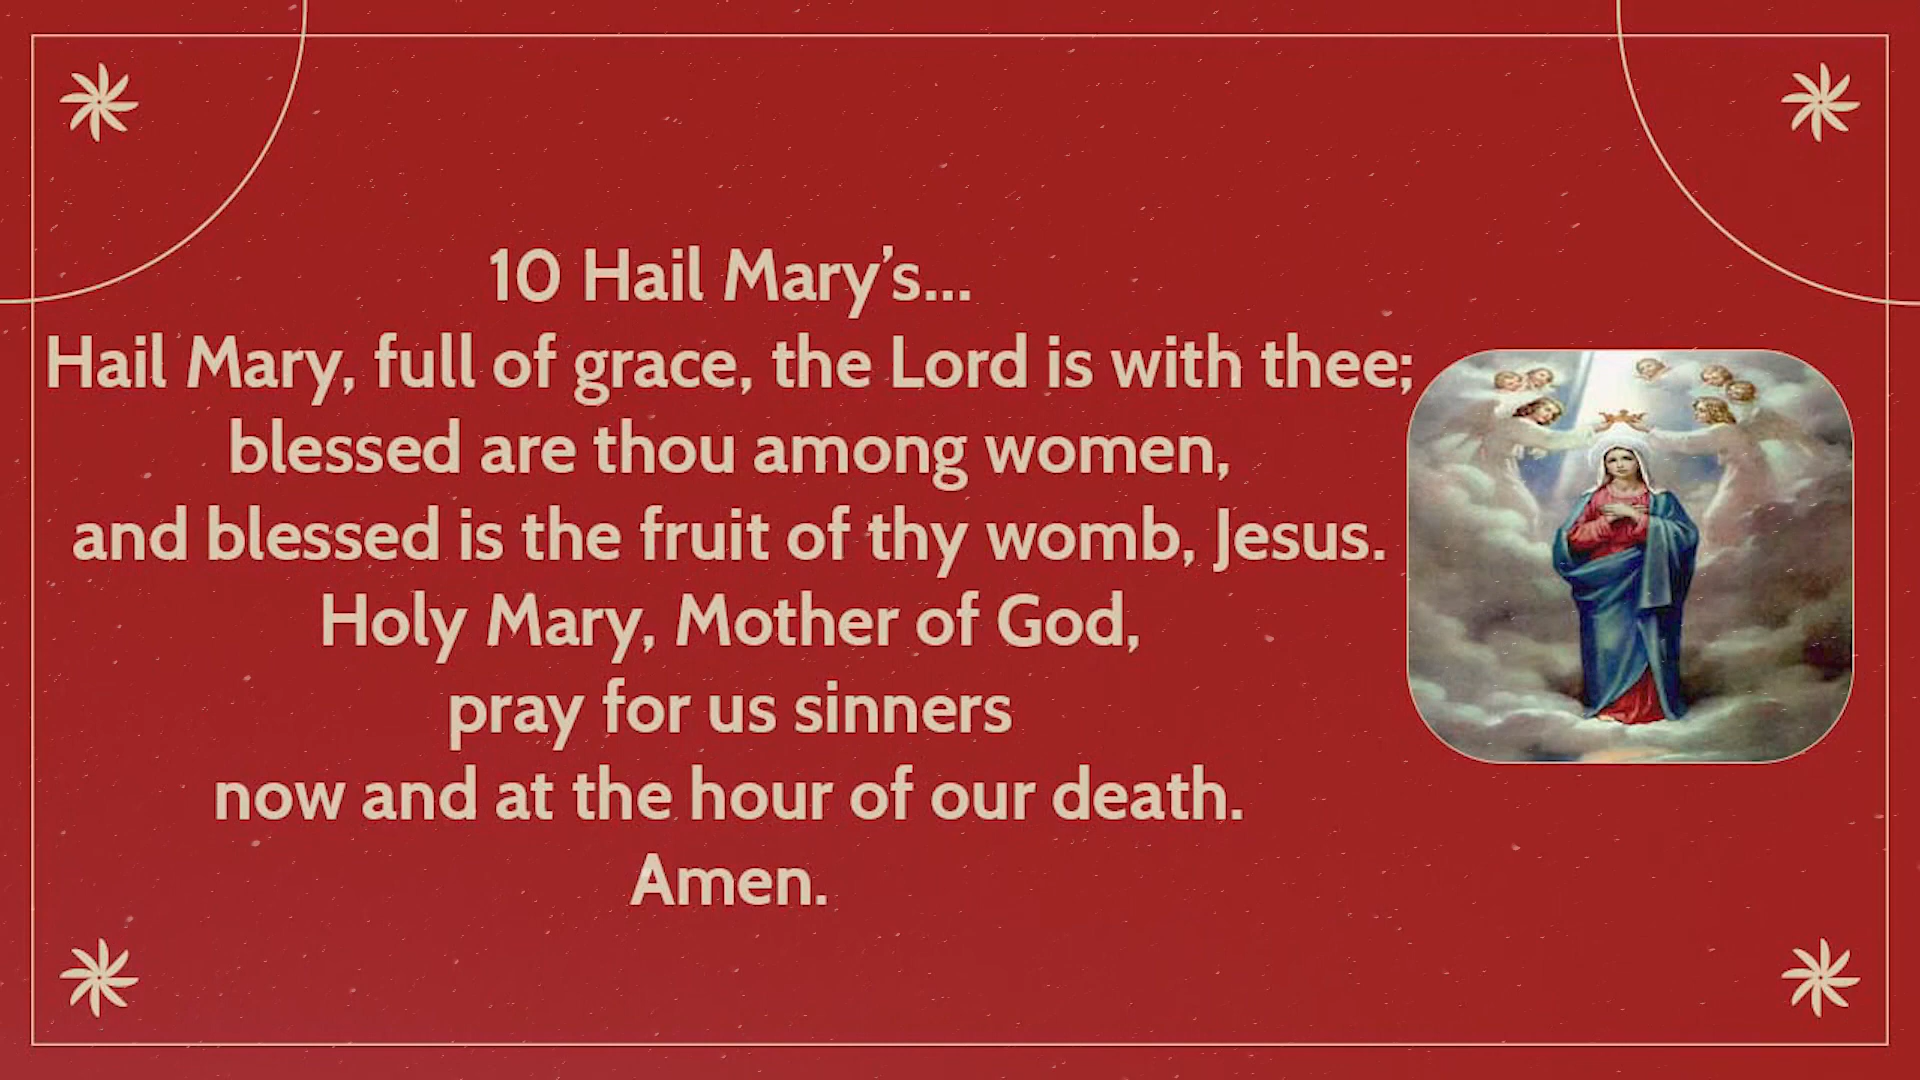 10 Hail Mary’s...
Hail Mary, full of grace, the Lord is with thee;
blessed are thou among women,
and blessed is the fruit of thy womb, Jesus.
Holy Mary, Mother of God,
pray for us sinners
now and at the hour of our death.
Amen.